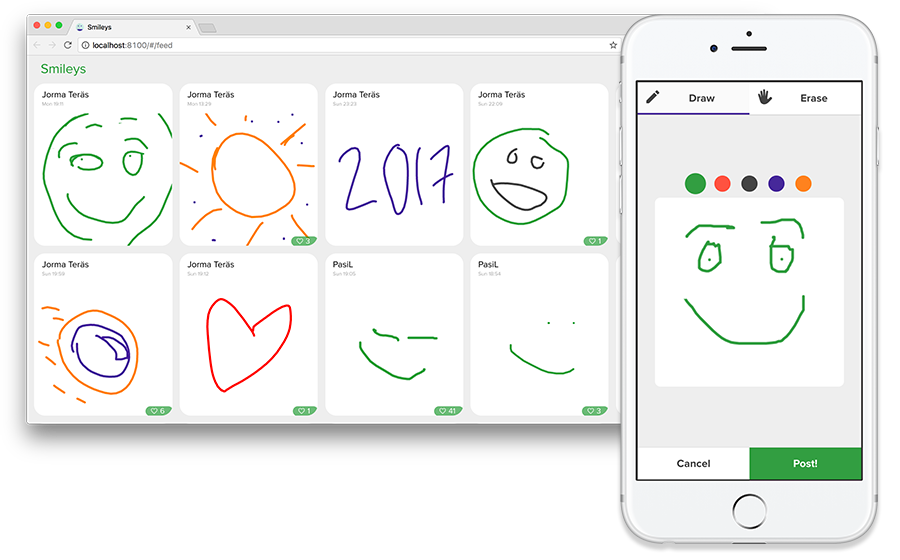 Smileys
localhost:8100/#/feed
Smileys
Jorma Teräs
Mon 19:11
Jorma Teräs
Mon 13:29
3
Jorma Teräs
Sun 23:23
2017
Jorma Teräs
Sun 22:09
1
Jorma Teräs
Sun 19:59
6
Jorma Teräs
Sun 19:12
1
PasiL
Sun 19:05
41
PasiL
Sun 18:54
3
Draw
Erase
Cancel
Post!